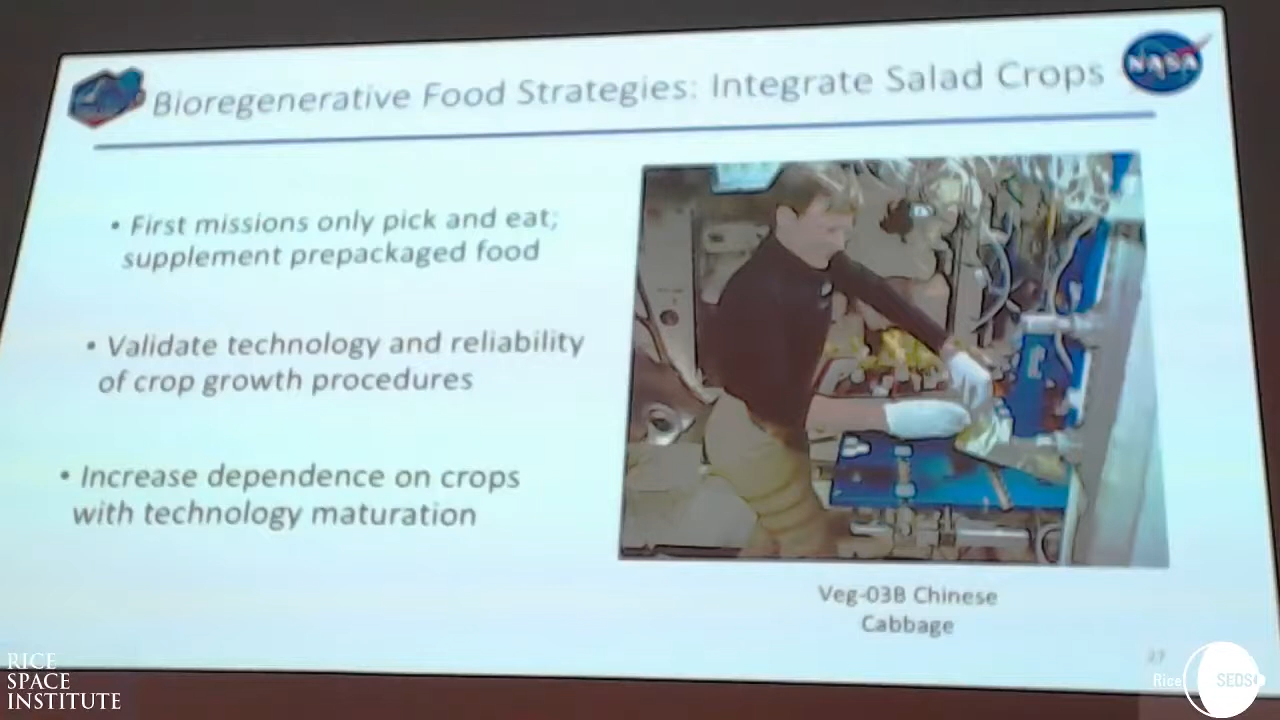 Bioregenerative Food Strategies: Integrate Salad Crops
NASA
• First missions only pick and eat;
supplement prepackaged food
• Validate technology and reliability
of crop growth procedures
• Increase dependence on crops
with technology maturation
Veg-03B Chinese
Cabbage
27
RICE
SPACE
INSTITUTE
Rice SEDS